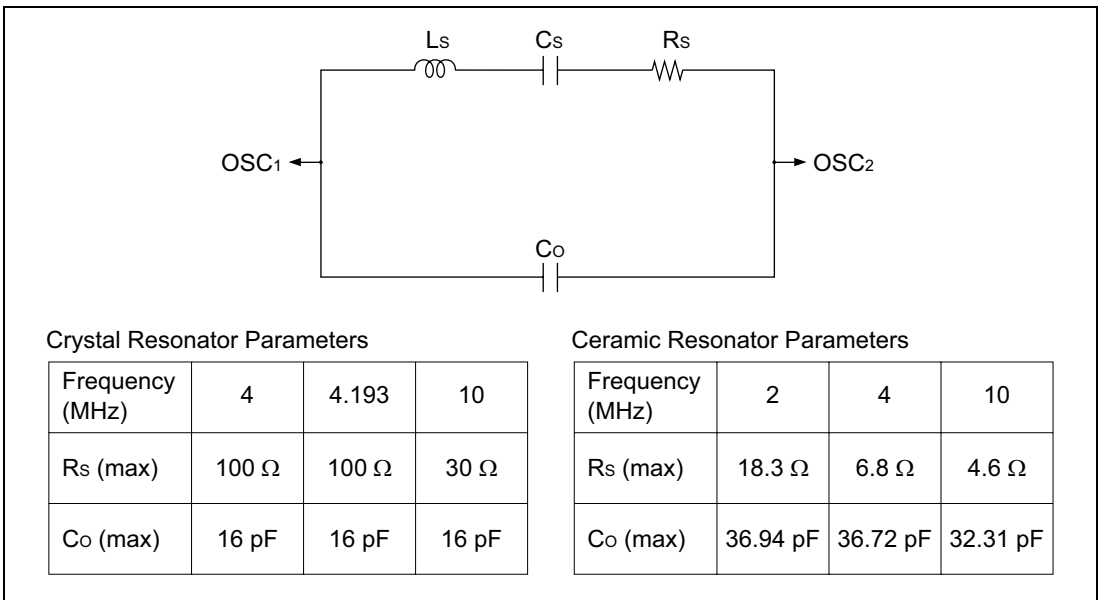 Ls Cs Rs
OSC1 OSC2
Co
Crystal Resonator Parameters
Frequency (MHz) 4 4.193 10
Rs (max) 100 Ω 100 Ω 30 Ω
Co (max) 16 pF 16 pF 16 pF
Ceramic Resonator Parameters
Frequency (MHz) 2 4 10
Rs (max) 18.3 Ω 6.8 Ω 4.6 Ω
Co (max) 36.94 pF 36.72 pF 32.31 pF